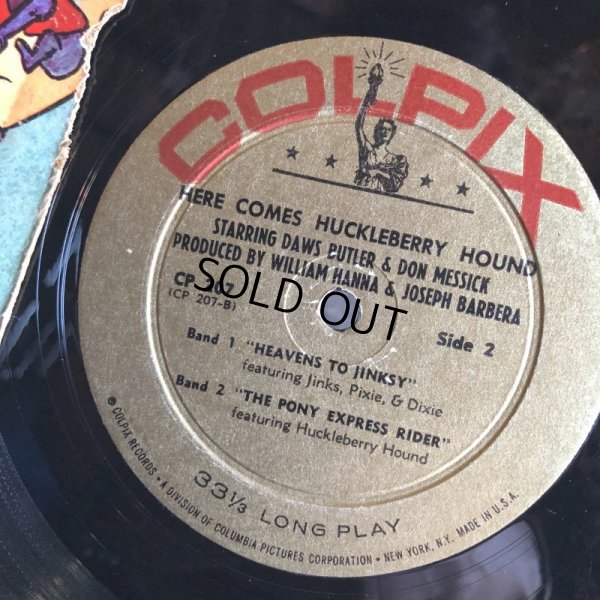 COLPIX
HERE COMES HUCKLEBERRY HOUND
STARRING DAWS BUTLER & DON MESSICK
PRODUCED BY WILLIAM HANNA & JOSEPH BARBERA
CP 207
(CP 207-B)
SOLD OUT
Side 2
Band 1 "HEAVENS TO JINKSY"
featuring Jinks, Pixie, & Dixie
Band 2 "THE PONY EXPRESS RIDER"
featuring Huckleberry Hound
33⅓ LONG PLAY
© COLPIX RECORDS • A DIVISION OF COLUMBIA PICTURES CORPORATION • NEW YORK, N.Y. MADE IN U.S.A.